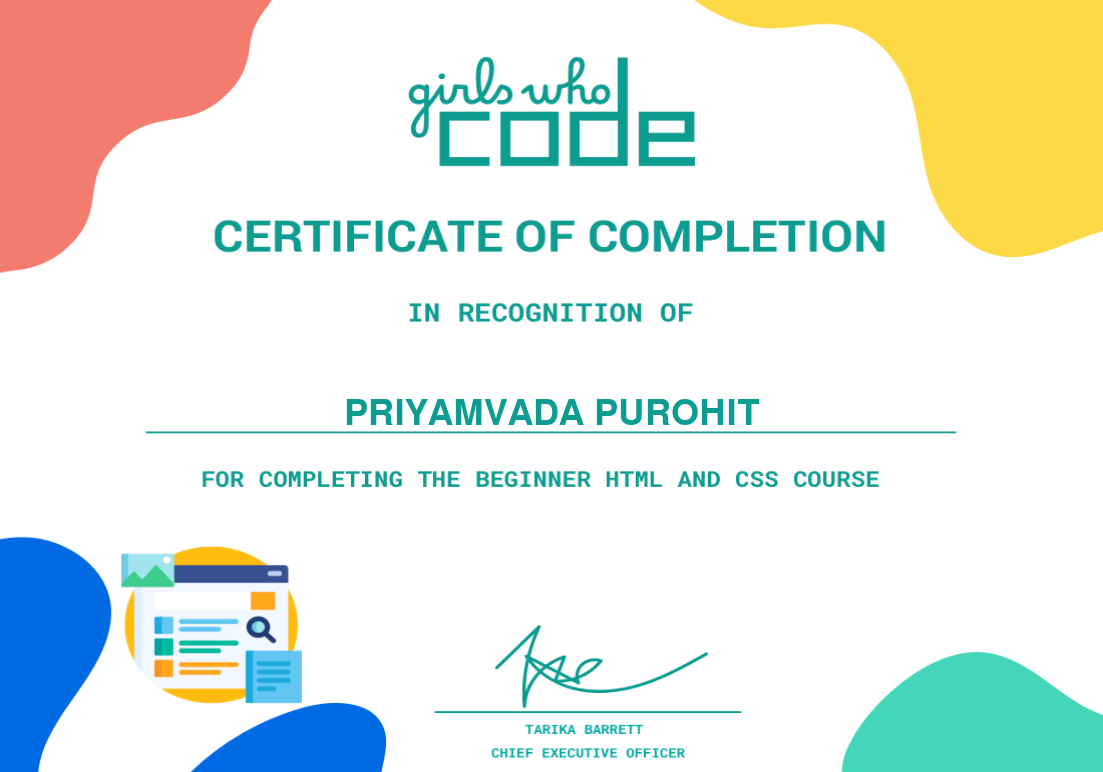 girls who
code
CERTIFICATE OF COMPLETION
IN RECOGNITION OF
PRIYAMVADA PUROHIT
FOR COMPLETING THE BEGINNER HTML AND CSS COURSE
TARIKA BARRETT
CHIEF EXECUTIVE OFFICER